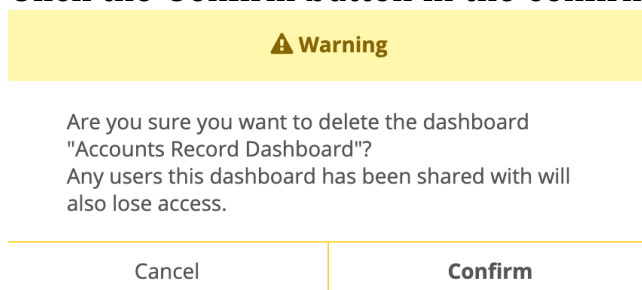 Warning
Are you sure you want to delete the dashboard
"Accounts Record Dashboard"?
Any users this dashboard has been shared with will
also lose access.
Cancel
Confirm